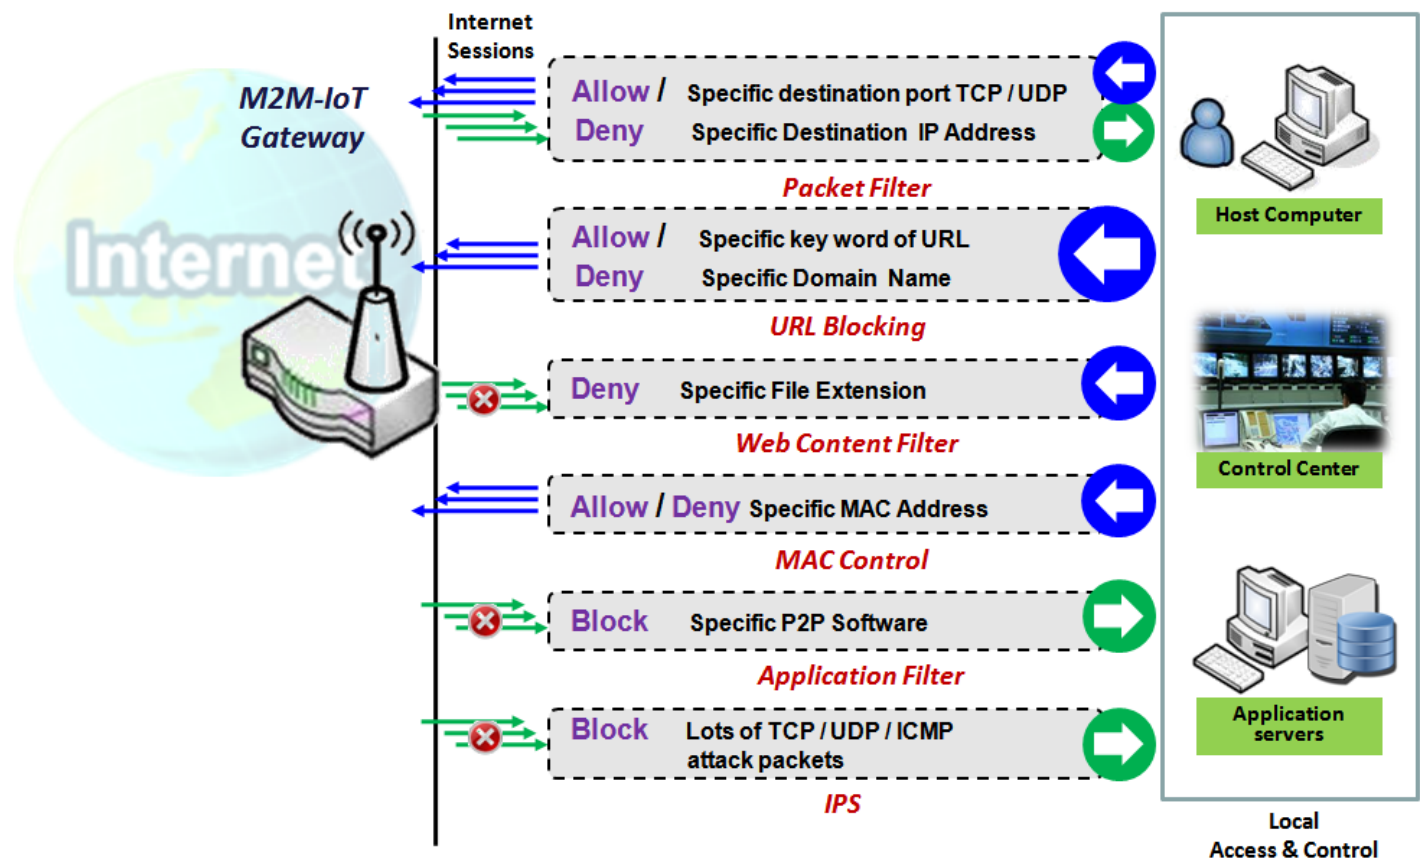 Internet
Sessions
M2M-IoT
Gateway
Internet
Allow / Specific destination port TCP / UDP
Deny Specific Destination IP Address
Packet Filter
Allow / Specific key word of URL
Deny Specific Domain Name
URL Blocking
Deny Specific File Extension
Web Content Filter
Allow / Deny Specific MAC Address
MAC Control
Block Specific P2P Software
Application Filter
Block Lots of TCP / UDP / ICMP
attack packets
IPS
Host Computer
Control Center
Application
servers
Local
Access & Control